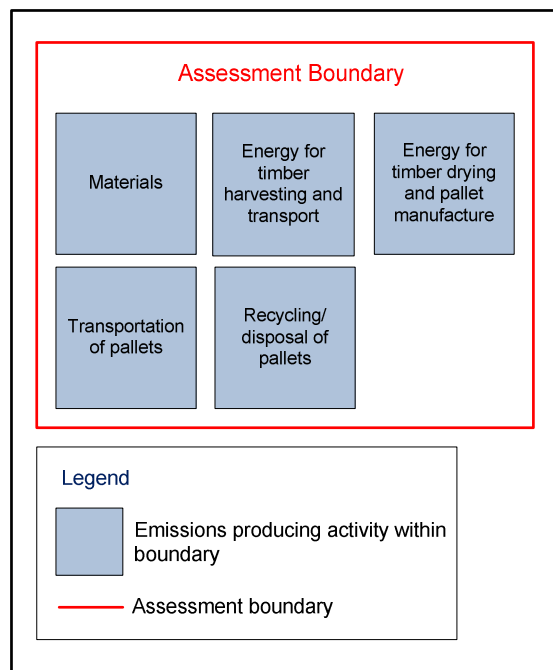 Assessment Boundary
Materials
Energy for
timber
harvesting and
transport
Energy for
timber drying
and pallet
manufacture
Transportation
of pallets
Recycling/
disposal of
pallets
Legend
Emissions producing activity within
boundary
Assessment boundary